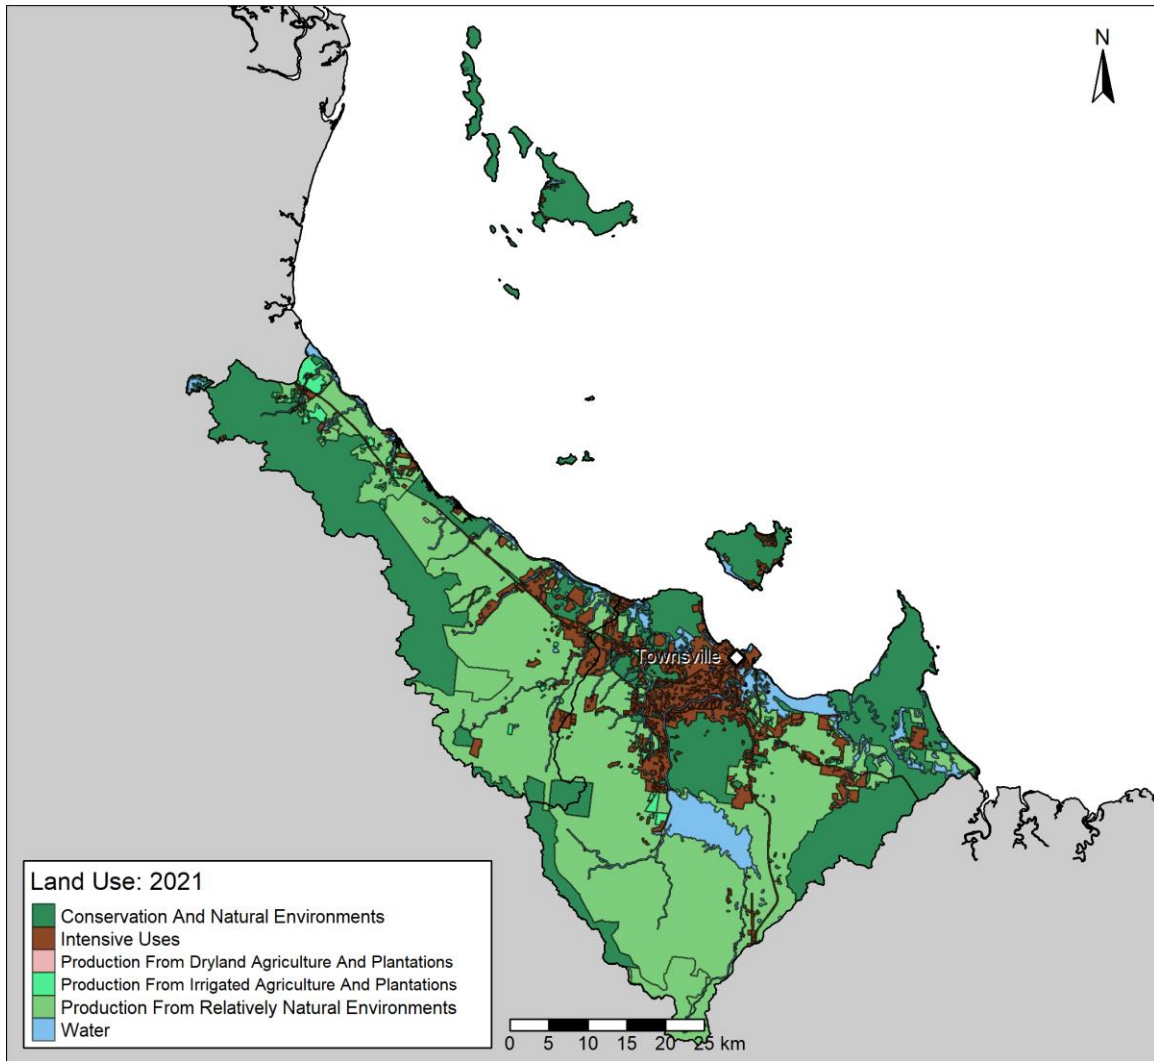 N
Townsville
Land Use: 2021
Conservation And Natural Environments
Intensive Uses
Production From Dryland Agriculture And Plantations
Production From Irrigated Agriculture And Plantations
Production From Relatively Natural Environments
Water
0 5 10 15 20 25 km